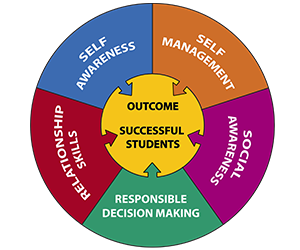 SELF
AWARENESS
SELF
MANAGEMENT
SOCIAL
AWARENESS
RESPONSIBLE
DECISION MAKING
RELATIONSHIP
SKILLS
OUTCOME
SUCCESSFUL
STUDENTS